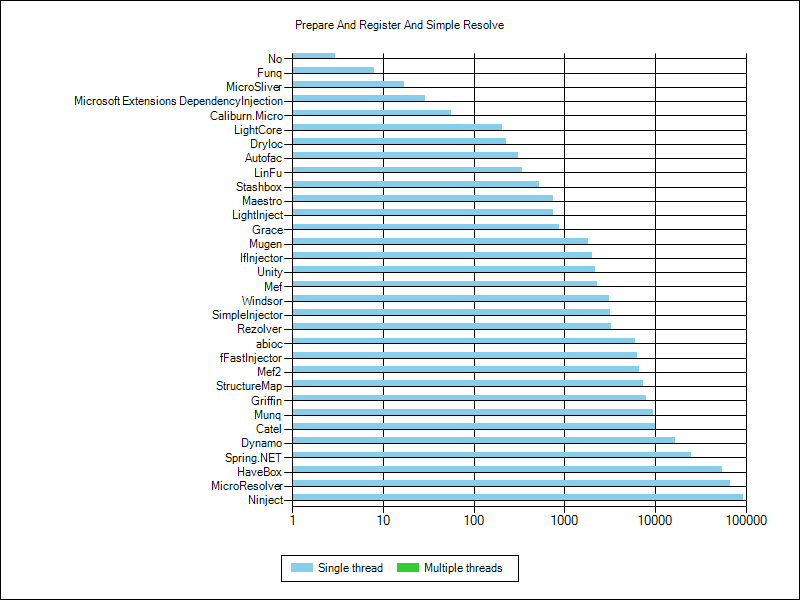 Prepare And Register And Simple Resolve
No
Funq
MicroSliver
Microsoft Extensions DependencyInjection
Caliburn.Micro
LightCore
DryIoc
Autofac
LinFu
Stashbox
Maestro
LightInject
Grace
Mugen
IfInjector
Unity
Mef
Windsor
SimpleInjector
Rezolver
abioc
fFastInjector
Mef2
StructureMap
Griffin
Munq
Catel
Dynamo
Spring.NET
HaveBox
MicroResolver
Ninject
1 10 100 1000 10000 100000
Single thread Multiple threads